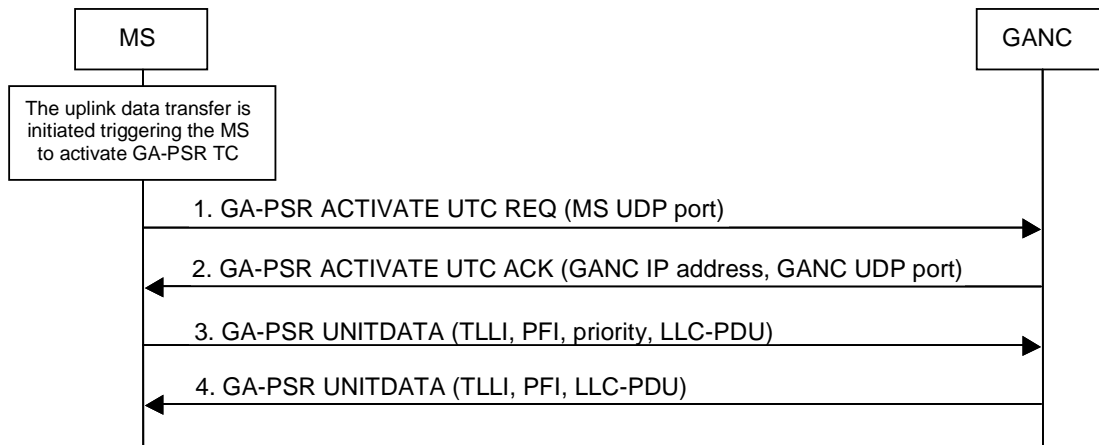 MS
GANC
The uplink data transfer is
initiated triggering the MS
to activate GA-PSR TC
1. GA-PSR ACTIVATE UTC REQ (MS UDP port)
2. GA-PSR ACTIVATE UTC ACK (GANC IP address, GANC UDP port)
3. GA-PSR UNITDATA (TLLI, PFI, priority, LLC-PDU)
4. GA-PSR UNITDATA (TLLI, PFI, LLC-PDU)